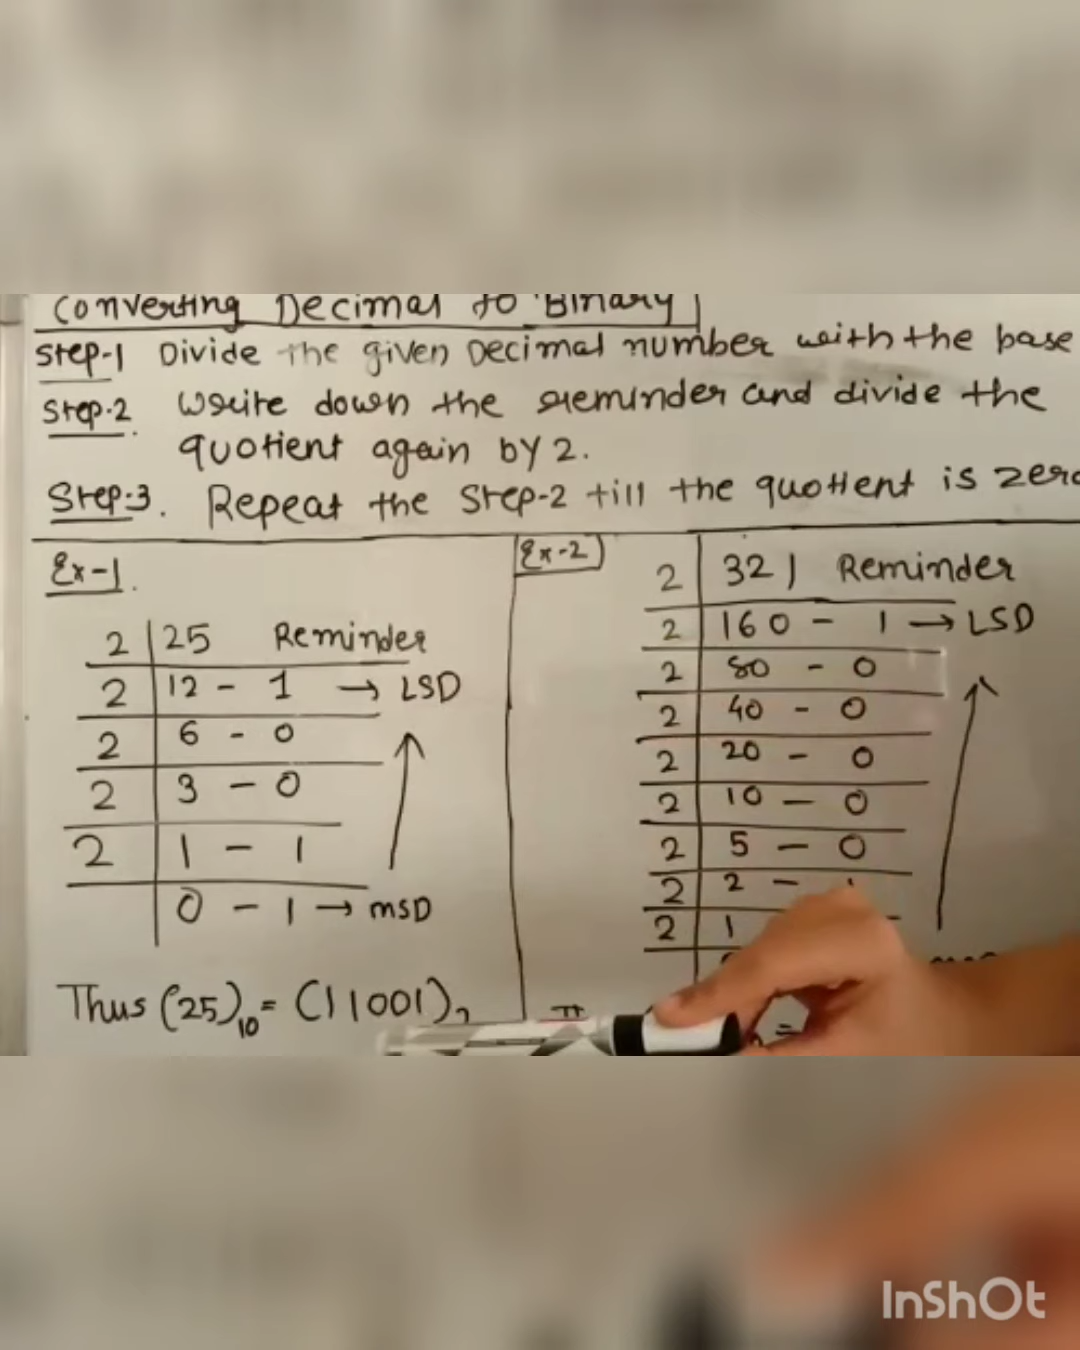 Converting Decimal to Binary
Step-1 Divide the given Decimal number with the base
Step-2. Write down the reminder and divide the
quotient again by 2.
Step-3. Repeat the Step-2 till the quotient is zero
Ex-1.
2 | 25 Reminder
2 | 12 - 1 → LSD
2 | 6 - 0
2 | 3 - 0
2 | 1 - 1
0 - 1 → MSD
Thus (25)10 = (11001)2
Ex-2
2 | 321 Reminder
2 | 160 - 1 → LSD
2 | 80 - 0
2 | 40 - 0
2 | 20 - 0
2 | 10 - 0
2 | 5 - 0
2 | 2 -
2 | 1
=
InShOt